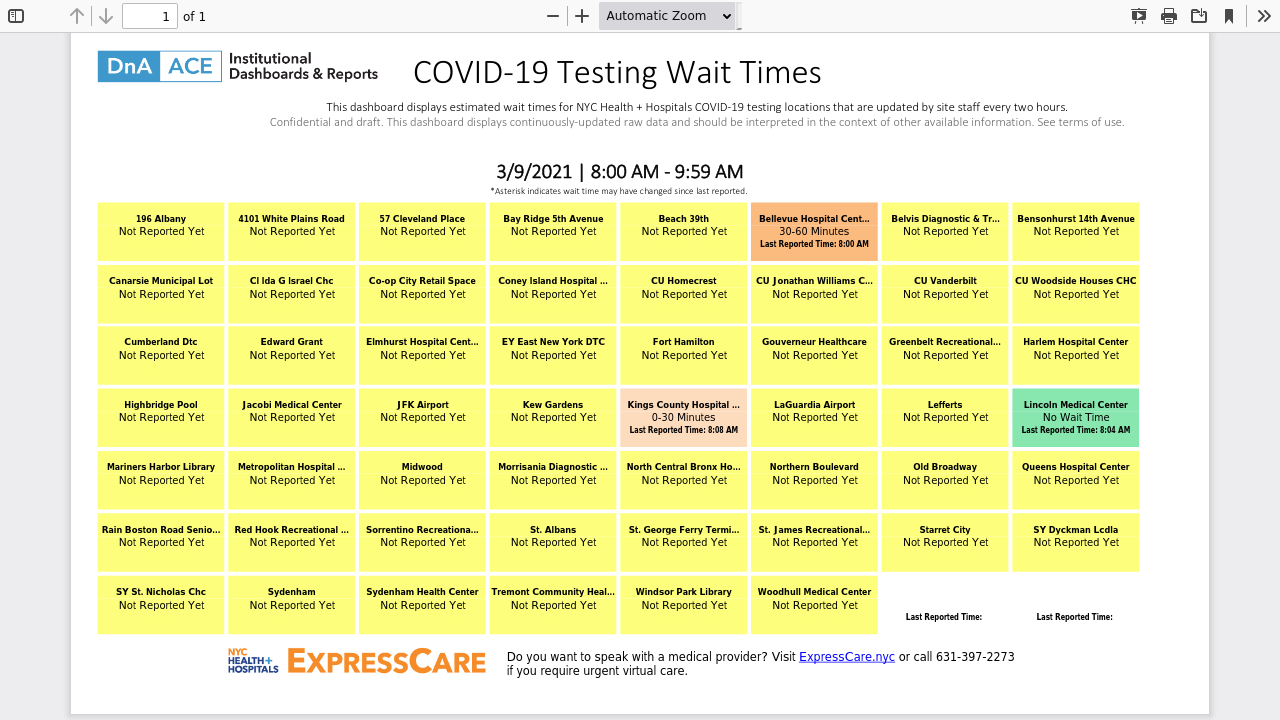 1 of 1
Automatic Zoom
DnA ACE Institutional
Dashboards & Reports
COVID-19 Testing Wait Times
This dashboard displays estimated wait times for NYC Health + Hospitals COVID-19 testing locations that are updated by site staff every two hours.
Confidential and draft. This dashboard displays continuously-updated raw data and should be interpreted in the context of other available information. See terms of use.
3/9/2021 | 8:00 AM - 9:59 AM
*Asterisk indicates wait time may have changed since last reported.
196 Albany
Not Reported Yet
4101 White Plains Road
Not Reported Yet
57 Cleveland Place
Not Reported Yet
Bay Ridge 5th Avenue
Not Reported Yet
Beach 39th
Not Reported Yet
Bellevue Hospital Cent...
30-60 Minutes
Last Reported Time: 8:00 AM
Belvis Diagnostic & Tr...
Not Reported Yet
Bensonhurst 14th Avenue
Not Reported Yet
Canarsie Municipal Lot
Not Reported Yet
CI Ida G Israel Chc
Not Reported Yet
Co-op City Retail Space
Not Reported Yet
Coney Island Hospital ...
Not Reported Yet
CU Homecrest
Not Reported Yet
CU Jonathan Williams C...
Not Reported Yet
CU Vanderbilt
Not Reported Yet
CU Woodside Houses CHC
Not Reported Yet
Cumberland Dtc
Not Reported Yet
Edward Grant
Not Reported Yet
Elmhurst Hospital Cent...
Not Reported Yet
EY East New York DTC
Not Reported Yet
Fort Hamilton
Not Reported Yet
Gouverneur Healthcare
Not Reported Yet
Greenbelt Recreational...
Not Reported Yet
Harlem Hospital Center
Not Reported Yet
Highbridge Pool
Not Reported Yet
Jacobi Medical Center
Not Reported Yet
JFK Airport
Not Reported Yet
Kew Gardens
Not Reported Yet
Kings County Hospital ...
0-30 Minutes
Last Reported Time: 8:08 AM
LaGuardia Airport
Not Reported Yet
Lefferts
Not Reported Yet
Lincoln Medical Center
No Wait Time
Last Reported Time: 8:04 AM
Mariners Harbor Library
Not Reported Yet
Metropolitan Hospital ...
Not Reported Yet
Midwood
Not Reported Yet
Morrisania Diagnostic ...
Not Reported Yet
North Central Bronx Ho...
Not Reported Yet
Northern Boulevard
Not Reported Yet
Old Broadway
Not Reported Yet
Queens Hospital Center
Not Reported Yet
Rain Boston Road Senio...
Not Reported Yet
Red Hook Recreational ...
Not Reported Yet
Sorrentino Recreationa...
Not Reported Yet
St. Albans
Not Reported Yet
St. George Ferry Termi...
Not Reported Yet
St. James Recreational...
Not Reported Yet
Starret City
Not Reported Yet
SY Dyckman Lcdla
Not Reported Yet
SY St. Nicholas Chc
Not Reported Yet
Sydenham
Not Reported Yet
Sydenham Health Center
Not Reported Yet
Tremont Community Heal...
Not Reported Yet
Windsor Park Library
Not Reported Yet
Woodhull Medical Center
Not Reported Yet
Last Reported Time:
Last Reported Time:
NYC
HEALTH+
HOSPITALS
EXPRESSCARE
Do you want to speak with a medical provider? Visit ExpressCare.nyc or call 631-397-2273
if you require urgent virtual care.